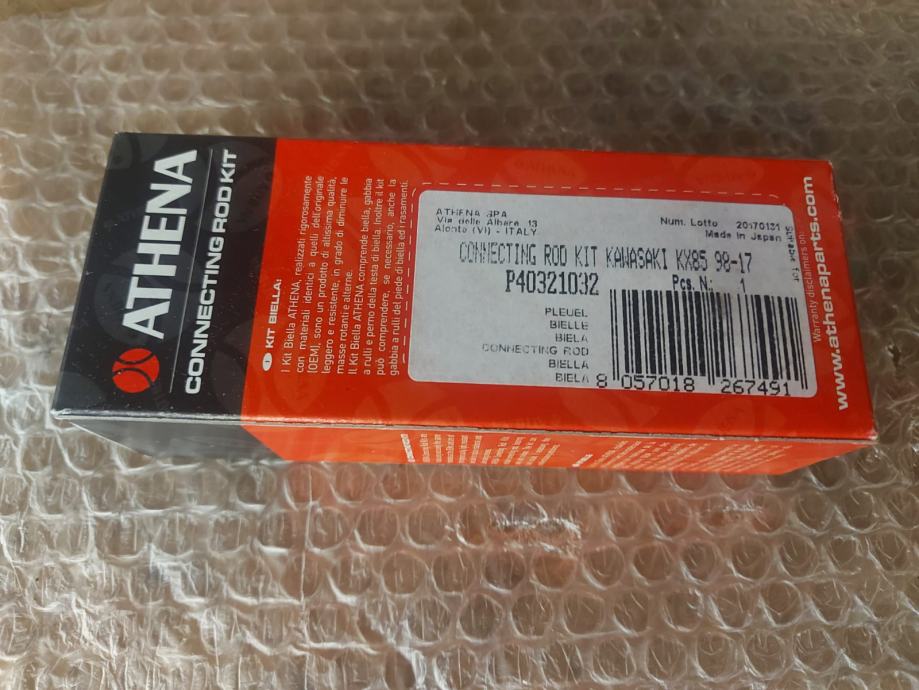 ATHENA
CONNECTING ROD KIT
KIT BIELLA:
I Kit Biella ATHENA, realizzati rigorosamente
con materiali identici a quelli dell'originale
(OEM), sono un prodotto di altissima qualità,
leggero e resistente, in grado di diminuire le
masse rotanti e alterne.
IL Kit Biella ATHENA comprende biella, gabbia
a rulli e perno della testa di biella. Inoltre il kit
può comprendere, se necessario, anche la
gabbia a rulli del piede di biella ed i rasamenti.
ATHENA SPA
Via delle Albere, 13
Alonte (VI) - ITALY
Num. Lotto
Made in Japan
CONNECTING ROD KIT KAWASAKI KX85 98-17
P40321032
Pcs. N.: 1
PLEUEL
BIELLE
BIELA
CONNECTING ROD
BIELLA
BIELA
8 057018 267491
Suitable for
Warranty disclaimers on:
www.athenaparts.com